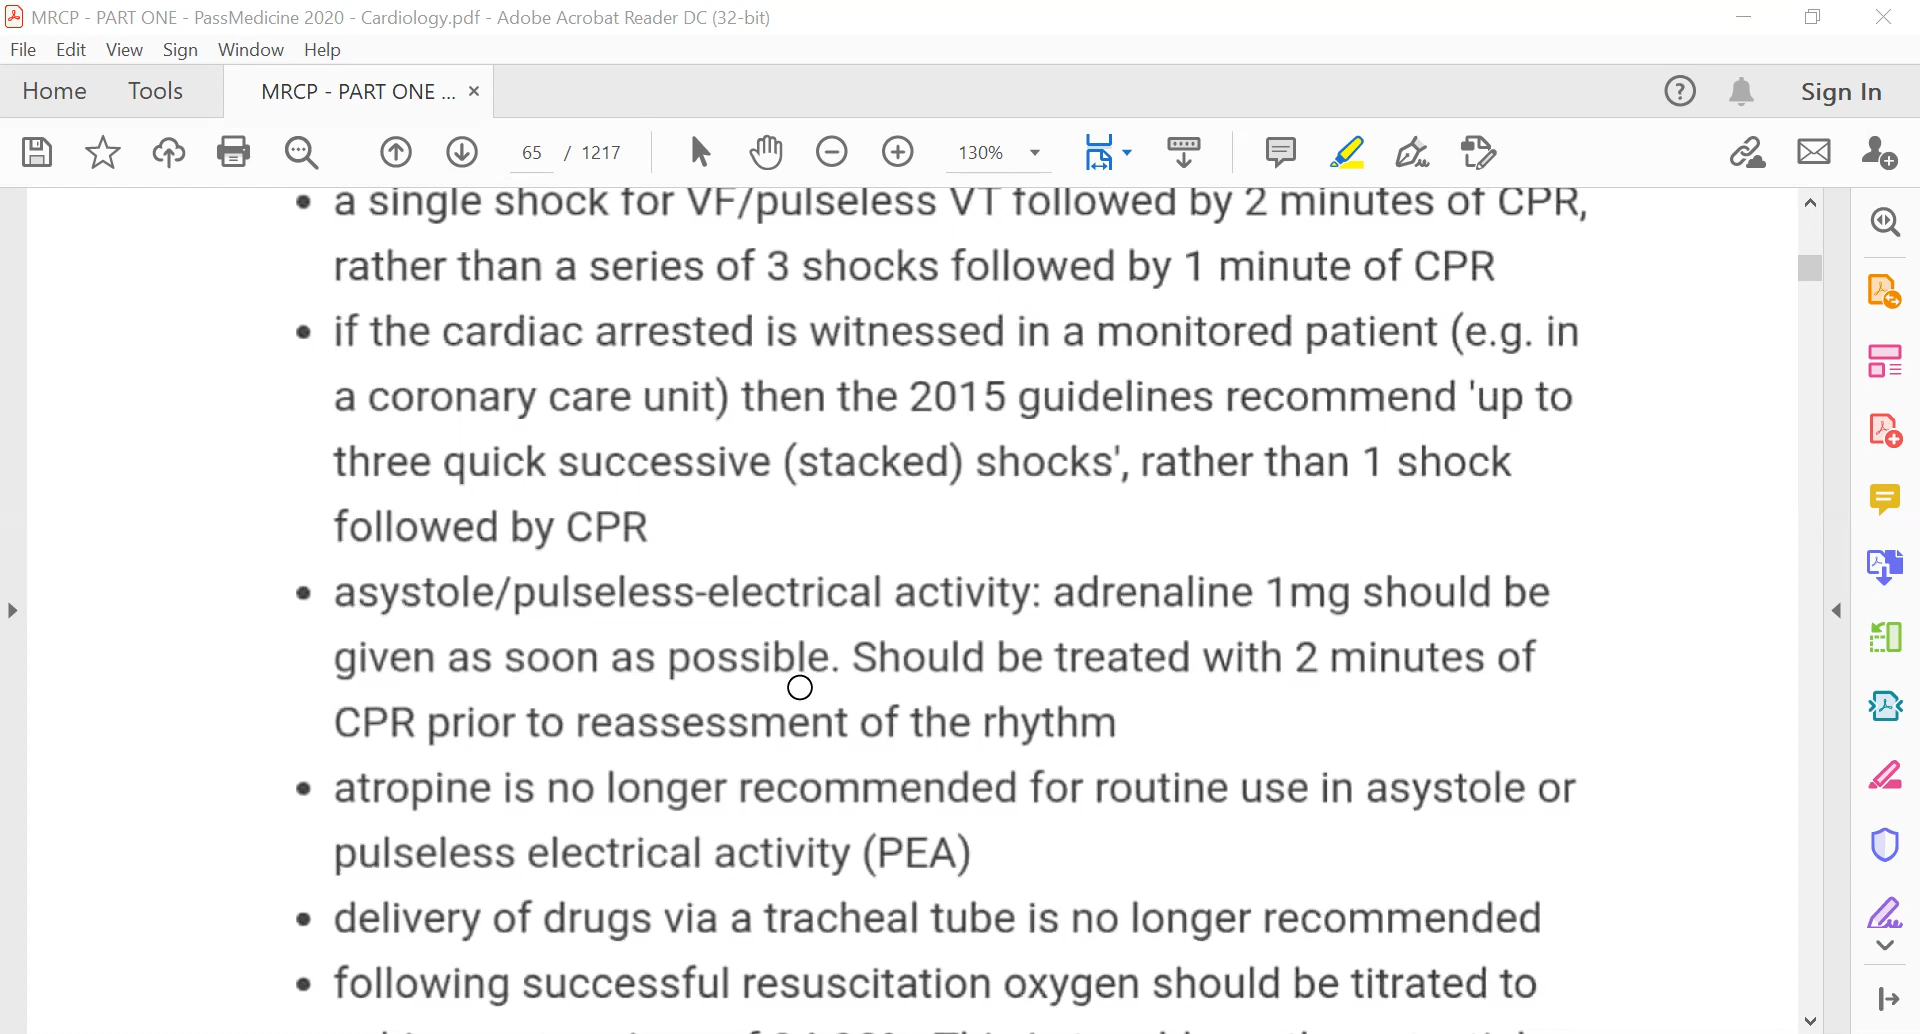 MRCP - PART ONE - PassMedicine 2020 - Cardiology.pdf - Adobe Acrobat Reader DC (32-bit)
File Edit View Sign Window Help
Home Tools MRCP - PART ONE ... × Sign In
65 / 1217 130%
• a single shock for VF/pulseless VT followed by 2 minutes of CPR,
rather than a series of 3 shocks followed by 1 minute of CPR
• if the cardiac arrested is witnessed in a monitored patient (e.g. in
a coronary care unit) then the 2015 guidelines recommend 'up to
three quick successive (stacked) shocks', rather than 1 shock
followed by CPR
• asystole/pulseless-electrical activity: adrenaline 1mg should be
given as soon as possible. Should be treated with 2 minutes of
CPR prior to reassessment of the rhythm
• atropine is no longer recommended for routine use in asystole or
pulseless electrical activity (PEA)
• delivery of drugs via a tracheal tube is no longer recommended
• following successful resuscitation oxygen should be titrated to